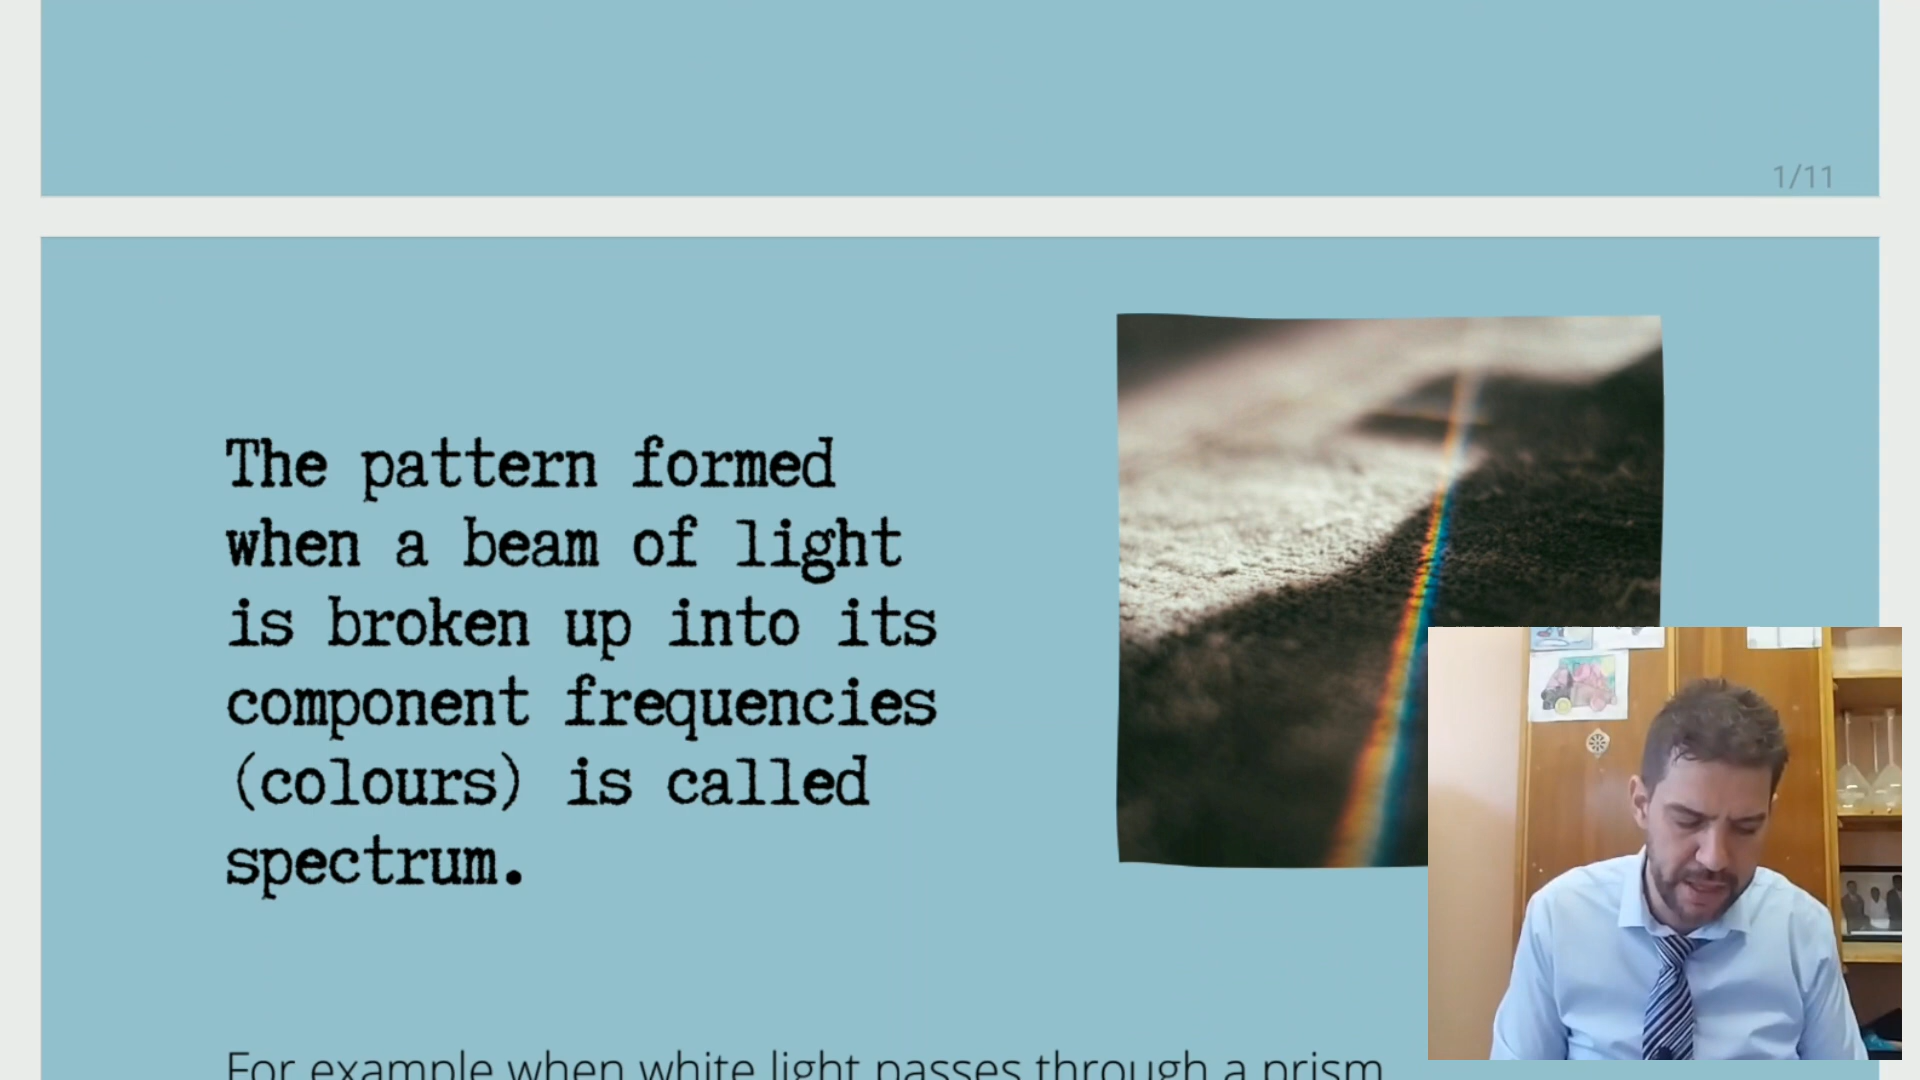 1/11
The pattern formed
when a beam of light
is broken up into its
component frequencies
(colours) is called
spectrum.
For example when white light passes through a prism